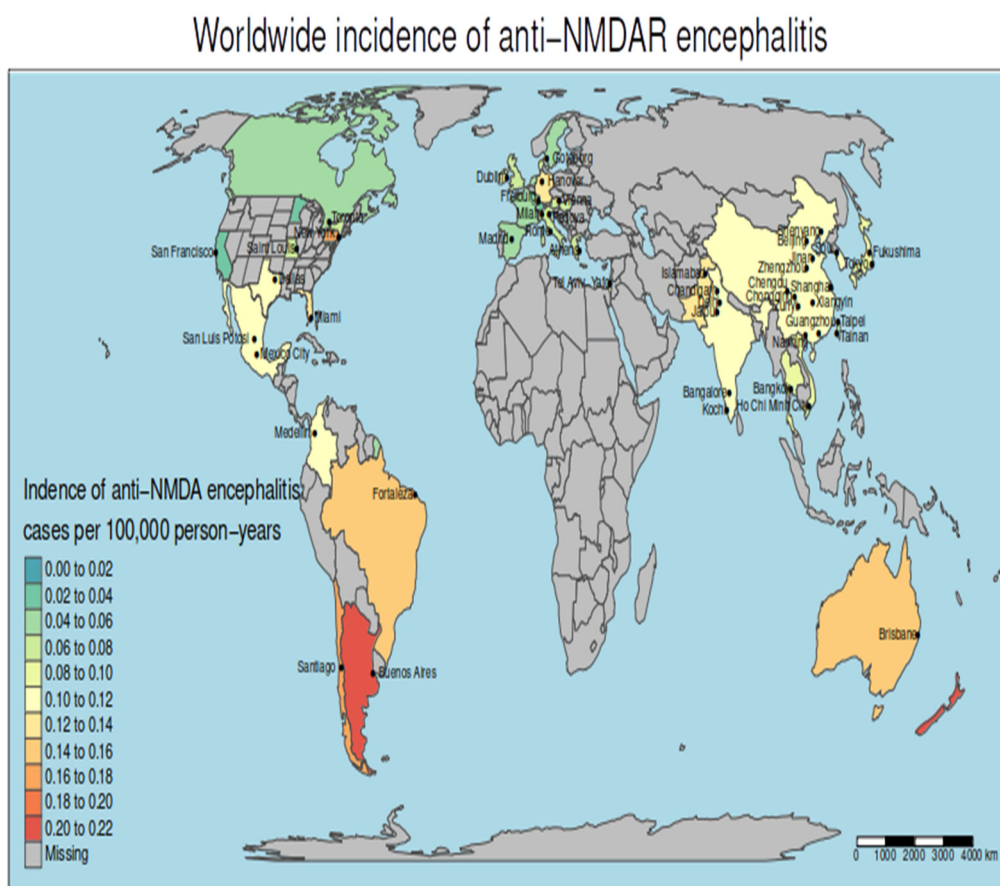 Worldwide incidence of anti–NMDAR encephalitis
Goteborg
Dublin
Hanover
Freiburg
Vienna
Milan
Padova
Toronto
New York
Rome
Madrid
Athens
San Francisco
Saint Louis
Shenyang
Beijing
Fukushima
Jinan
Tokyo
Zhengzhou
Islamabad
Tel Aviv–Yafo
Dallas
Chandigarh
Chengdu
Shanghai
Chongqing
Xiangyin
Jaipur
Miami
Guangzhou
Taipei
San Luis Potosi
Tainan
Nanning
Mexico City
Bangalore
Bangkok
Kochi
Ho Chi Minh City
Medellin
Indence of anti–NMDA encephalitis
Fortaleza
cases per 100,000 person–years
0.00 to 0.02
0.02 to 0.04
0.04 to 0.06
0.06 to 0.08
0.08 to 0.10
0.10 to 0.12
0.12 to 0.14
0.14 to 0.16
0.16 to 0.18
0.18 to 0.20
0.20 to 0.22
Missing
Brisbane
Santiago
Buenos Aires
0 1000 2000 3000 4000 km